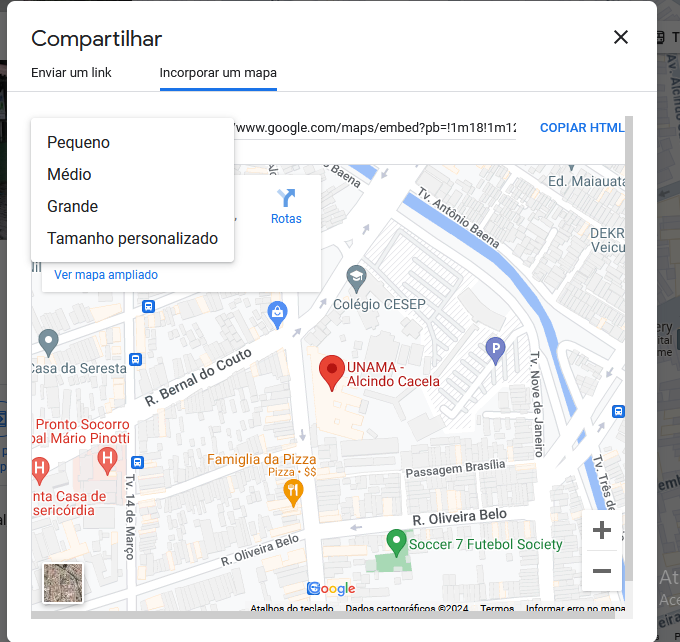 Compartilhar
Enviar um link
Incorporar um mapa
Pequeno
Médio
Grande
Tamanho personalizado
/www.google.com/maps/embed?pb=!1m18!1m12
COPIAR HTML
Rotas
Ver mapa ampliado
Baena
Tv. Antônio Baena
Ed. Maiauata
DEKR
Veicu
Colégio CESEP
Casa da Seresta
R. Bernal do Couto
UNAMA -
Alcindo Cacela
Tv. Nove de Janeiro
Pronto Socorro
pal Mário Pinotti
Famiglia da Pizza
Pizza • $$
Passagem Brasília
nta Casa de
sericórdia
Tv. 14 de Março
Tv. Três de
R. Oliveira Belo
R. Oliveira Belo
Soccer 7 Futebol Society
Google
Atalhos do teclado
Dados cartográficos ©2024
Termos
Informar erro no mapa